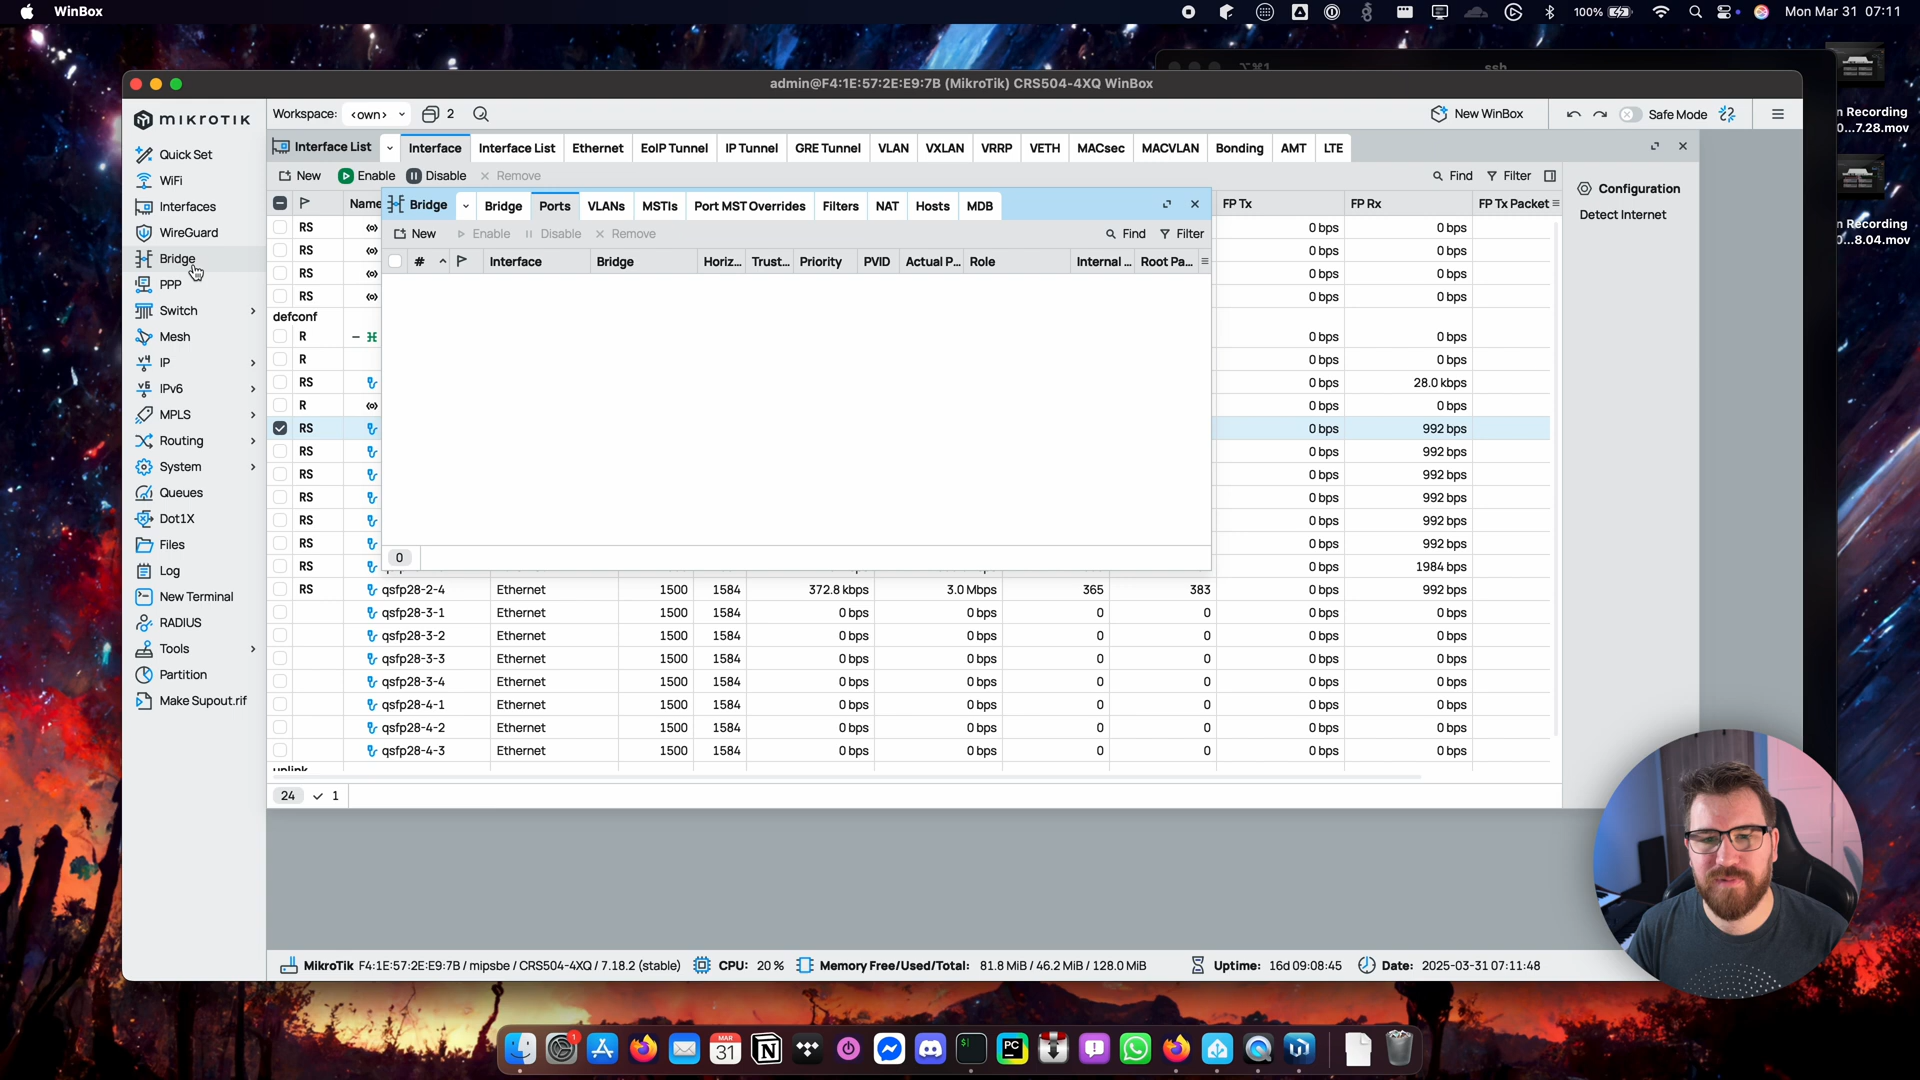 WinBox
100%
Mon Mar 31 07:11
ssh
admin@F4:1E:57:2E:E9:7B (MikroTik) CRS504-4XQ WinBox
n Recording
0...7.28.mov
n Recording
0...8.04.mov
MikroTik
Workspace: <own> 2
New WinBox
Safe Mode
Quick Set
WiFi
Interfaces
WireGuard
Bridge
PPP
Switch
Mesh
IP
IPv6
MPLS
Routing
System
Queues
Dot1X
Files
Log
New Terminal
RADIUS
Tools
Partition
Make Supout.rif
Interface List Interface Interface List Ethernet EoIP Tunnel IP Tunnel GRE Tunnel VLAN VXLAN VRRP VETH MACsec MACVLAN Bonding AMT LTE
New Enable Disable Remove Find Filter
Configuration
Detect Internet
Name FP Tx FP Rx FP Tx Packet
Bridge Bridge Ports VLANs MSTIs Port MST Overrides Filters NAT Hosts MDB
New Enable Disable Remove Find Filter
# Interface Bridge Horiz... Trust... Priority PVID Actual P... Role Internal ... Root Pa...
0
RS 0 bps 0 bps
RS 0 bps 0 bps
RS 0 bps 0 bps
RS 0 bps 0 bps
defconf
R 0 bps 0 bps
R 0 bps 0 bps
RS 0 bps 28.0 kbps
R 0 bps 0 bps
RS 0 bps 992 bps
RS 0 bps 992 bps
RS 0 bps 992 bps
RS 0 bps 992 bps
RS 0 bps 992 bps
RS 0 bps 992 bps
RS 0 bps 1984 bps
RS qsfp28-2-4 Ethernet 1500 1584 372.8 kbps 3.0 Mbps 365 383 0 bps 992 bps
qsfp28-3-1 Ethernet 1500 1584 0 bps 0 bps 0 0 0 bps 0 bps
qsfp28-3-2 Ethernet 1500 1584 0 bps 0 bps 0 0 0 bps 0 bps
qsfp28-3-3 Ethernet 1500 1584 0 bps 0 bps 0 0 0 bps 0 bps
qsfp28-3-4 Ethernet 1500 1584 0 bps 0 bps 0 0 0 bps 0 bps
qsfp28-4-1 Ethernet 1500 1584 0 bps 0 bps 0 0 0 bps 0 bps
qsfp28-4-2 Ethernet 1500 1584 0 bps 0 bps 0 0 0 bps 0 bps
qsfp28-4-3 Ethernet 1500 1584 0 bps 0 bps 0 0 0 bps 0 bps
uplink
24 1
MikroTik F4:1E:57:2E:E9:7B / mipsbe / CRS504-4XQ / 7.18.2 (stable) CPU: 20 % Memory Free/Used/Total: 81.8 MiB / 46.2 MiB / 128.0 MiB Uptime: 16d 09:08:45 Date: 2025-03-31 07:11:48
1
MAR
31
PC